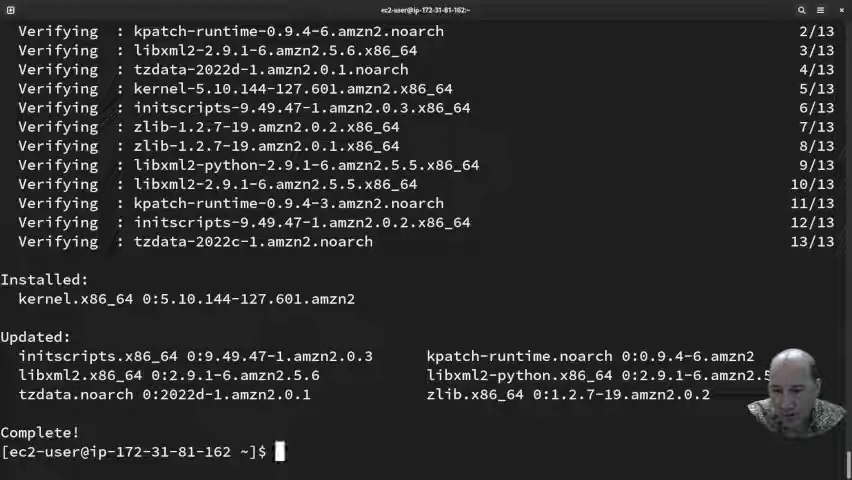 ec2-user@ip-172-31-81-162:~
Verifying : kpatch-runtime-0.9.4-6.amzn2.noarch 2/13
Verifying : libxml2-2.9.1-6.amzn2.5.6.x86_64 3/13
Verifying : tzdata-2022d-1.amzn2.0.1.noarch 4/13
Verifying : kernel-5.10.144-127.601.amzn2.x86_64 5/13
Verifying : initscripts-9.49.47-1.amzn2.0.3.x86_64 6/13
Verifying : zlib-1.2.7-19.amzn2.0.2.x86_64 7/13
Verifying : zlib-1.2.7-19.amzn2.0.1.x86_64 8/13
Verifying : libxml2-python-2.9.1-6.amzn2.5.5.x86_64 9/13
Verifying : libxml2-2.9.1-6.amzn2.5.5.x86_64 10/13
Verifying : kpatch-runtime-0.9.4-3.amzn2.noarch 11/13
Verifying : initscripts-9.49.47-1.amzn2.0.2.x86_64 12/13
Verifying : tzdata-2022c-1.amzn2.noarch 13/13
Installed:
kernel.x86_64 0:5.10.144-127.601.amzn2
Updated:
initscripts.x86_64 0:9.49.47-1.amzn2.0.3 kpatch-runtime.noarch 0:0.9.4-6.amzn2
libxml2.x86_64 0:2.9.1-6.amzn2.5.6 libxml2-python.x86_64 0:2.9.1-6.amzn2.5
tzdata.noarch 0:2022d-1.amzn2.0.1 zlib.x86_64 0:1.2.7-19.amzn2.0.2
Complete!
[ec2-user@ip-172-31-81-162 ~]$